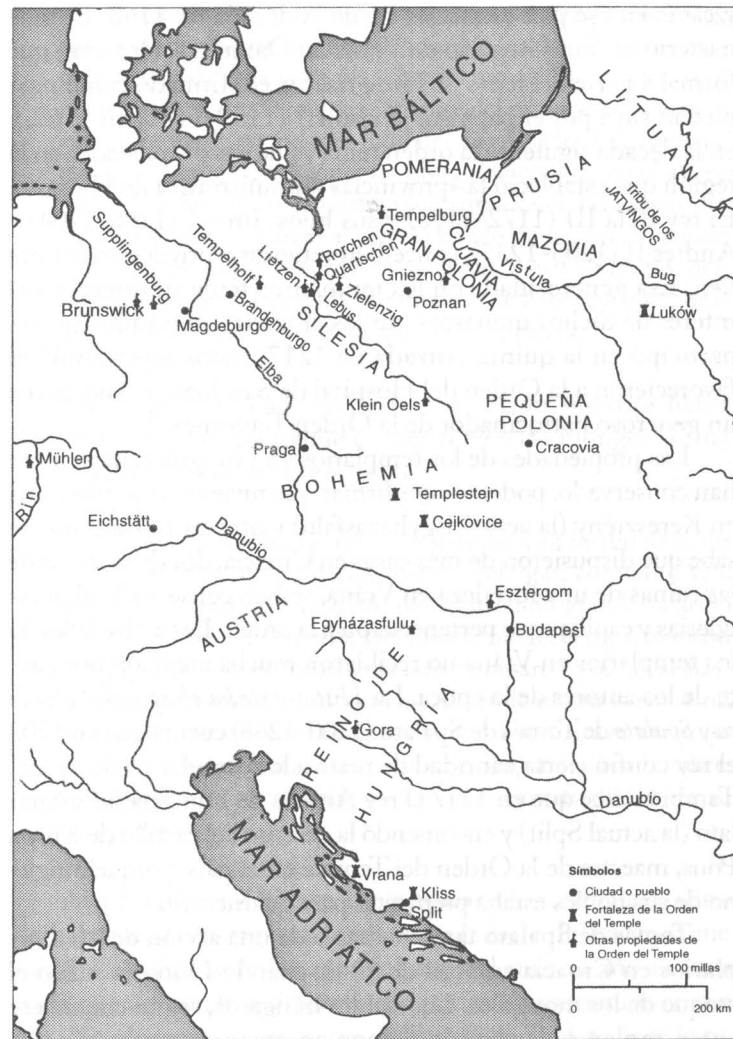 MAR BÁLTICO
LITUANIA
POMERANIA
PRUSIA
Tribu de los
JATVINGOS
Tempelburg
MAZOVIA
Supplingenburg
Tempelhof
Lietzen
Rorchen
Quartschen
GRAN POLONIA
CUJAVIA
Vístula
Bug
Gniezno
Poznan
Lebus
Zielenzig
Luków
Brunswick
Magdeburgo
Brandenburgo
SILESIA
Elba
Klein Oels
PEQUEÑA
POLONIA
Praga
Cracovia
Mühlen
BOHEMIA
Rin
Templestejn
Eichstätt
Cejkovice
Danubio
Esztergom
AUSTRIA
Egyházasfulu
Budapest
REINO DE
HUNGRÍA
Gora
Danubio
MAR ADRIÁTICO
Vrana
Kliss
Split
Símbolos
Ciudad o pueblo
Fortaleza de la Orden
Otras propiedades de
la Orden del Temple
0 100 millas
0 200 km